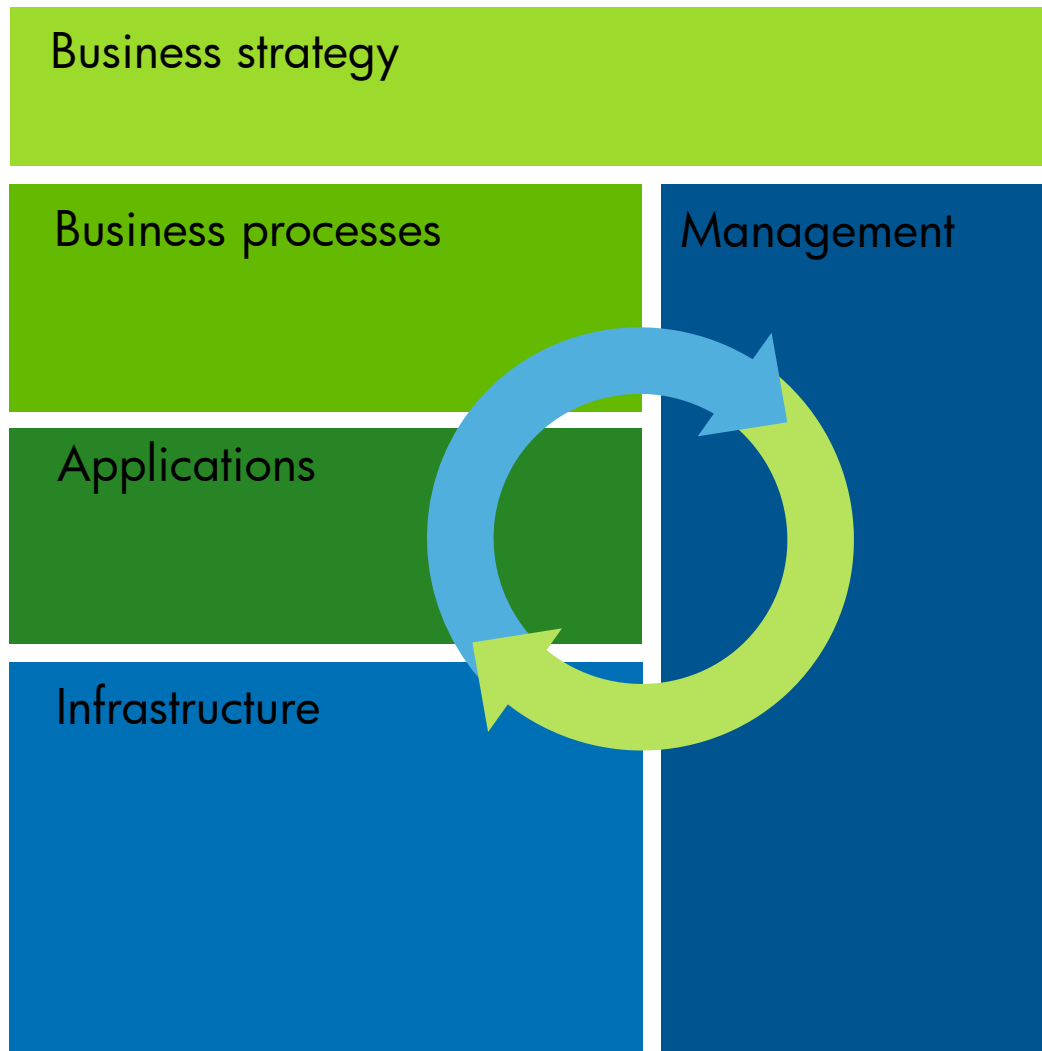 Business strategy
Business processes
Management
Applications
Infrastructure